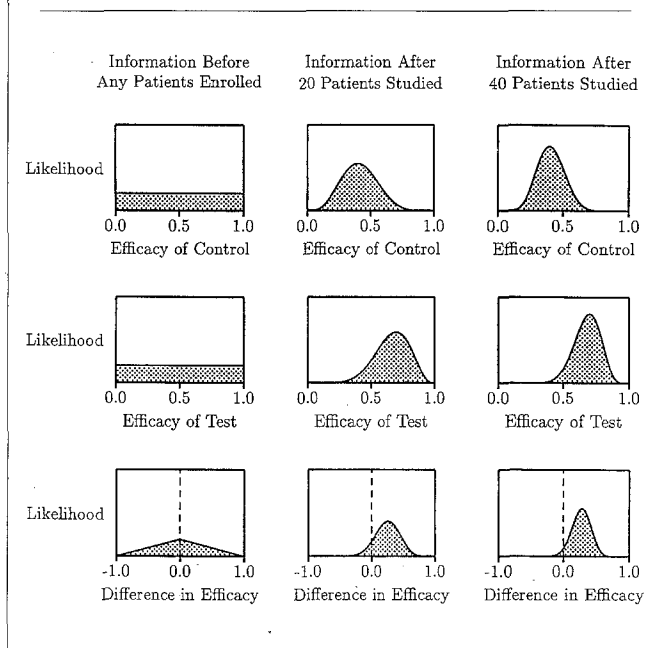 Information Before Information After Information After
Any Patients Enrolled 20 Patients Studied 40 Patients Studied
Likelihood
0.0 0.5 1.0 0.0 0.5 1.0 0.0 0.5 1.0
Efficacy of Control Efficacy of Control Efficacy of Control
Likelihood
0.0 0.5 1.0 0.0 0.5 1.0 0.0 0.5 1.0
Efficacy of Test Efficacy of Test Efficacy of Test
Likelihood
-1.0 0.0 1.0 -1.0 0.0 1.0 -1.0 0.0 1.0
Difference in Efficacy Difference in Efficacy Difference in Efficacy